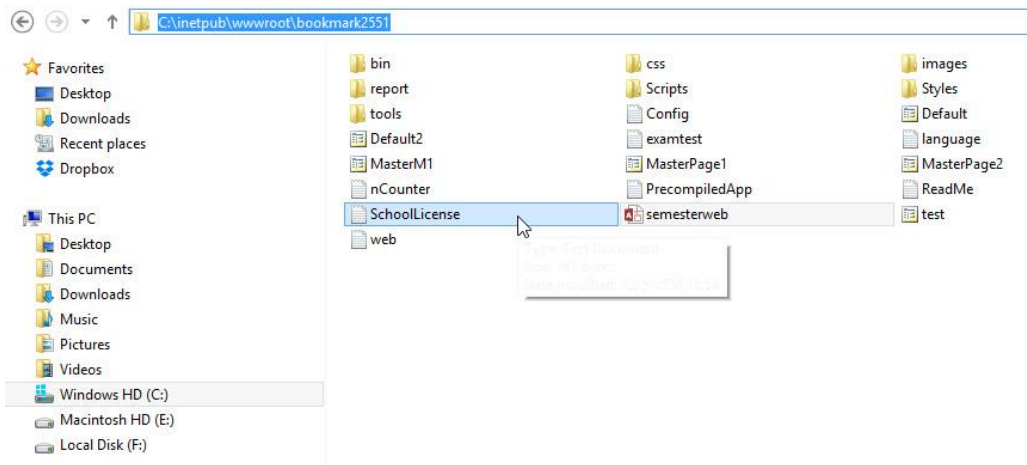 C:\inetpub\wwwroot\bookmark2551
Favorites
Desktop
Downloads
Recent places
Dropbox
This PC
Desktop
Documents
Downloads
Music
Pictures
Videos
Windows HD (C:)
Macintosh HD (E:)
Local Disk (F:)
bin css images
report Scripts Styles
tools Config Default
Default2 examtest language
MasterM1 MasterPage1 MasterPage2
nCounter PrecompiledApp ReadMe
SchoolLicense semesterweb test
web
Type: Text Document